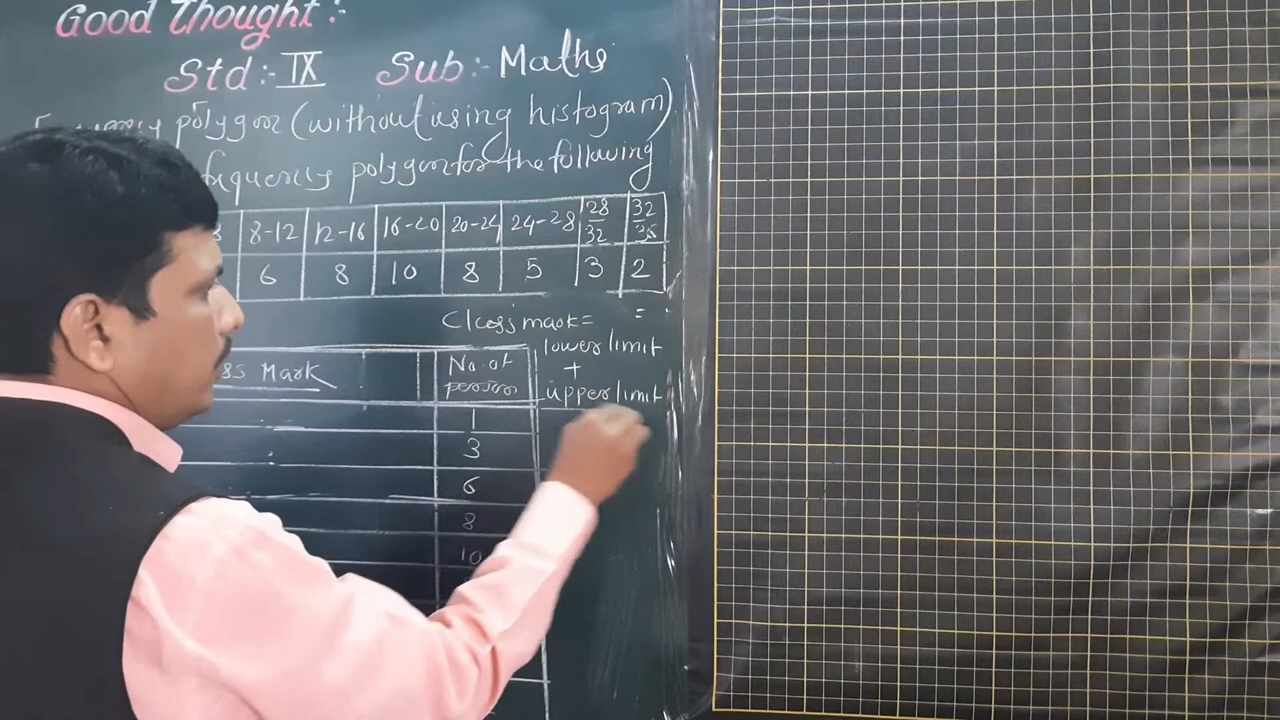 Good Thought :-
Std :- IX Sub :- Maths
polygon (without using histogram)
frequency polygon for the following
8-12 12-16 16-20 20-24 24-28 28 32
32
6 8 10 8 5 3 2
Class mark = =
lower limit
+
upper limit
Mark No. of
1
3
6
8
10